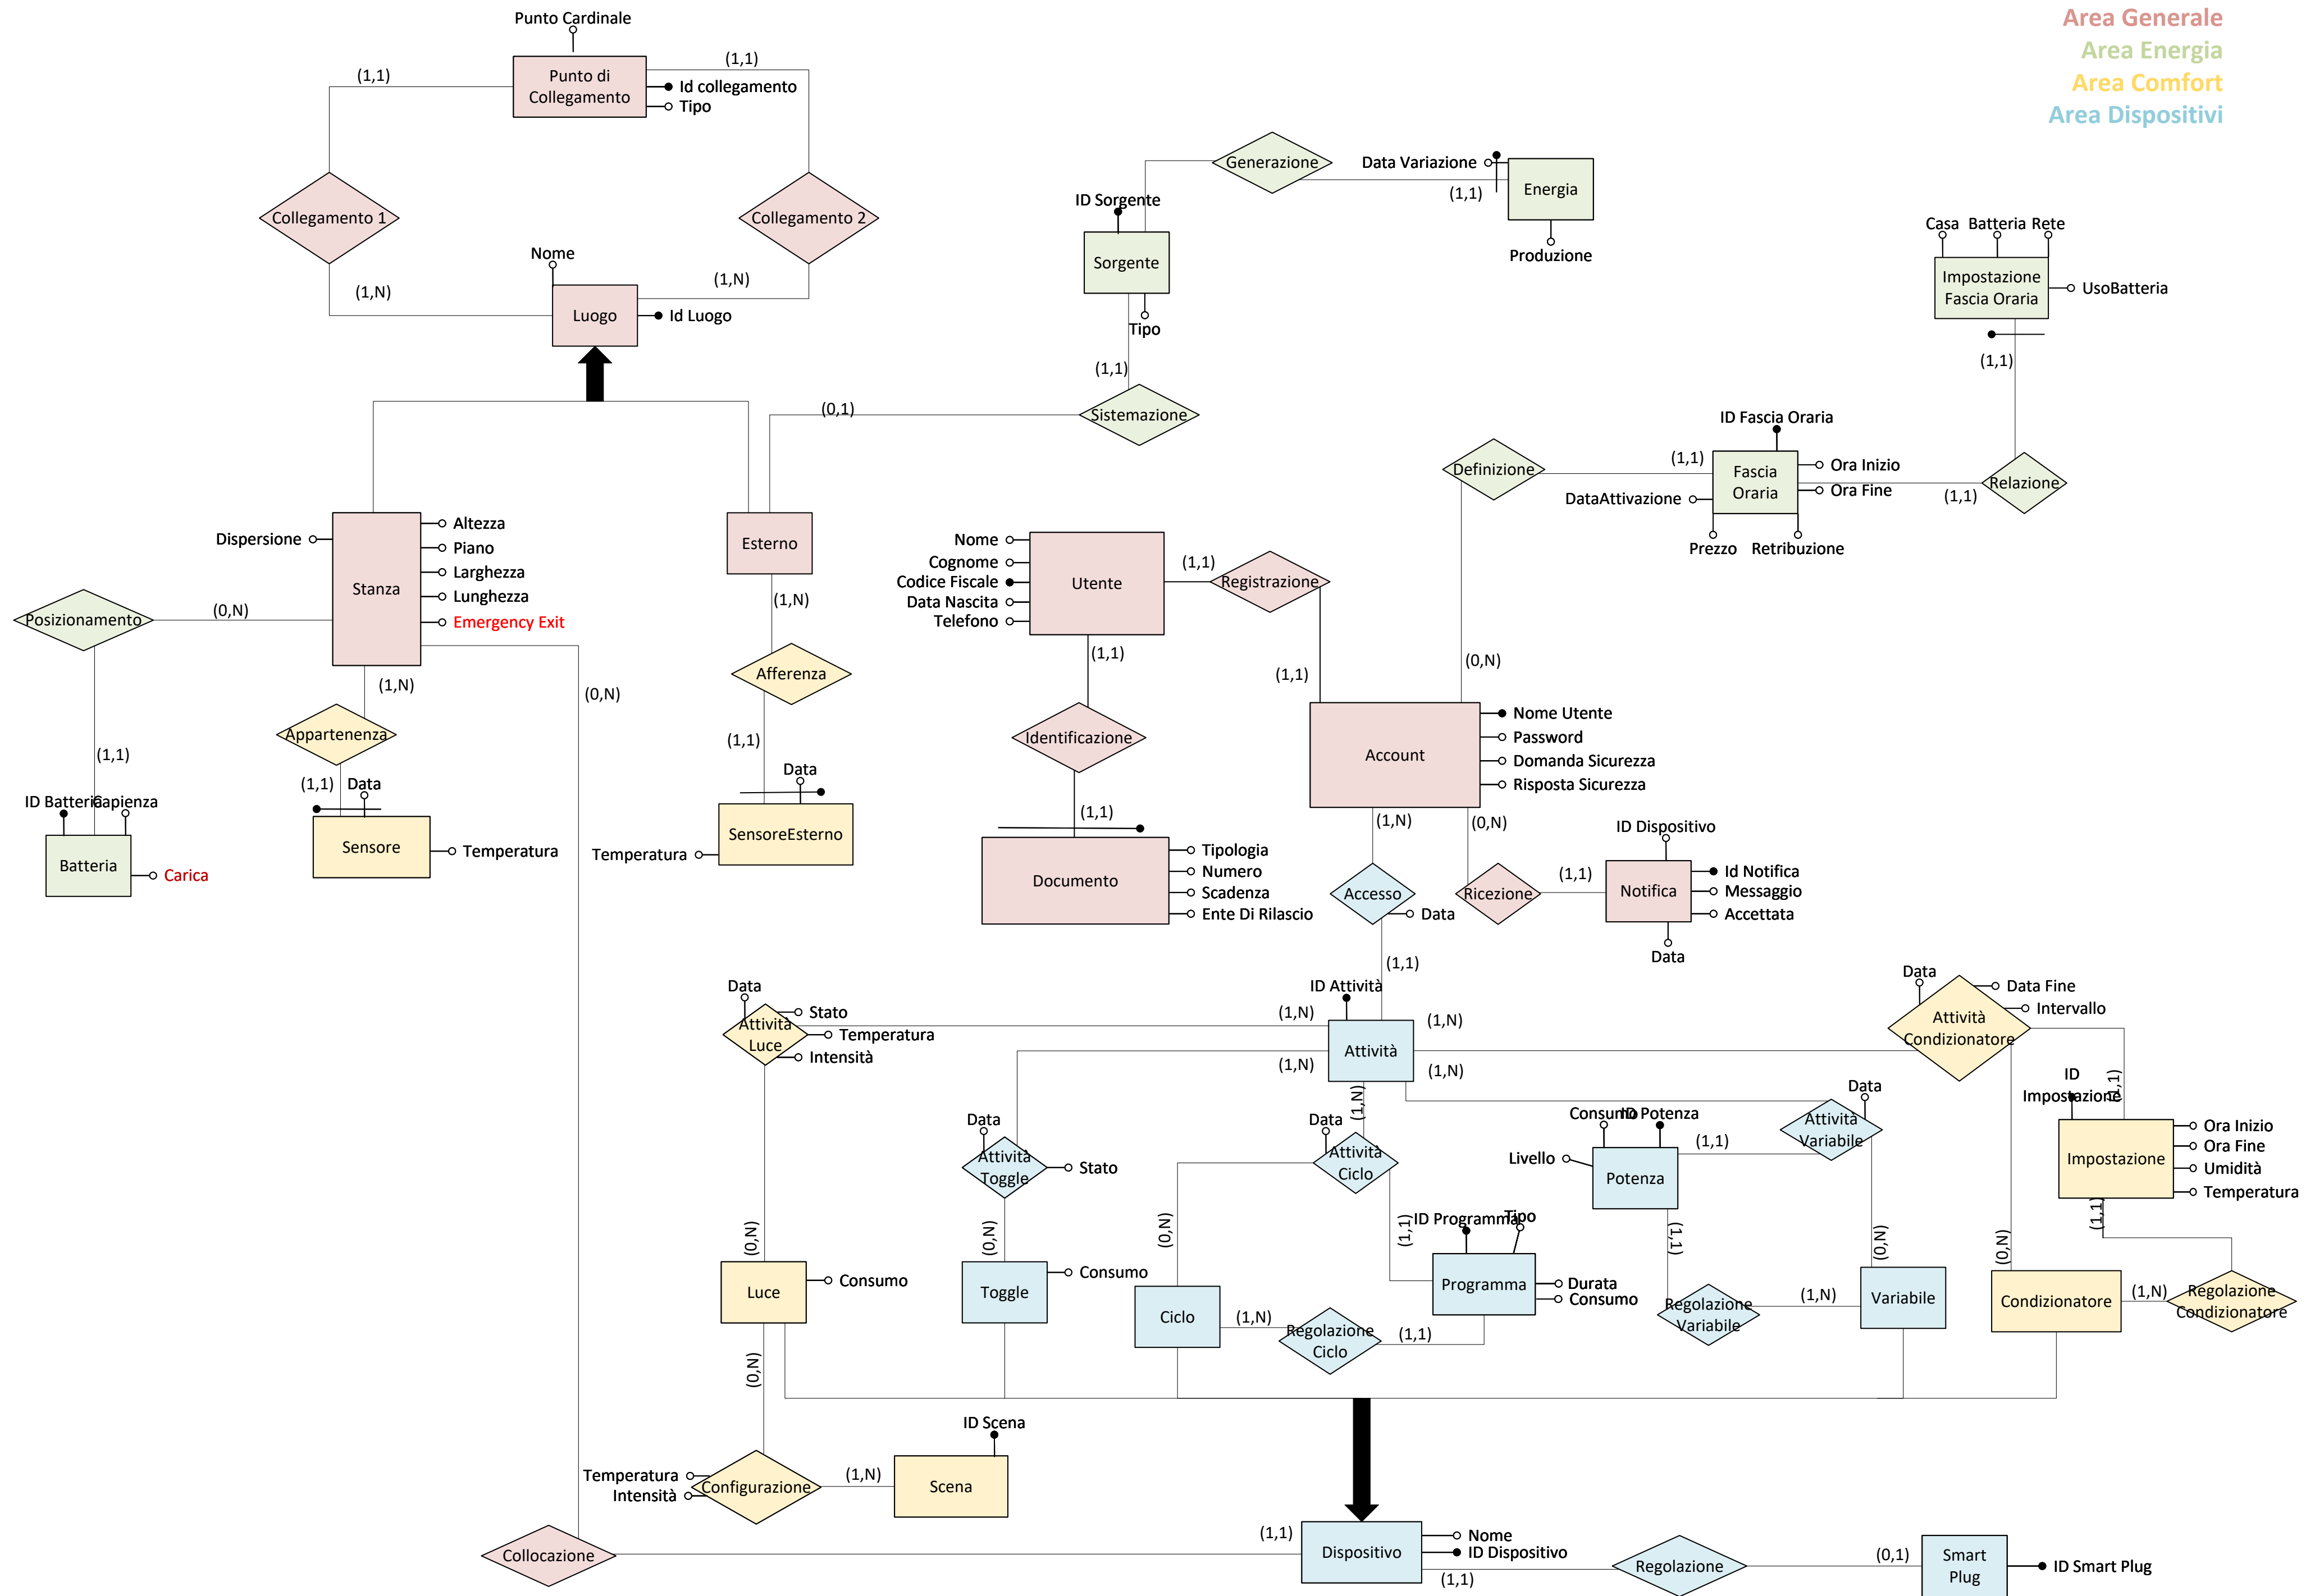 Area Generale
Area Energia
Area Comfort
Area Dispositivi
Punto Cardinale
(1,1)
Punto di
Collegamento
(1,1)
Id collegamento
Tipo
Collegamento 1
Collegamento 2
Nome
(1,N)
(1,N)
Luogo
Id Luogo
Generazione
Data Variazione
(1,1)
Energia
Produzione
ID Sorgente
Sorgente
Tipo
(1,1)
(0,1)
Sistemazione
Casa
Batteria
Rete
Impostazione
Fascia Oraria
UsoBatteria
(1,1)
ID Fascia Oraria
Definizione
(1,1)
Fascia
Oraria
Ora Inizio
Ora Fine
DataAttivazione
(1,1)
Relazione
Prezzo
Retribuzione
Dispersione
Stanza
Altezza
Piano
Larghezza
Lunghezza
Emergency Exit
Esterno
Posizionamento
(0,N)
(1,N)
(0,N)
(1,N)
Afferenza
Appartenenza
(1,1)
(1,1)
(1,1)
Data
Data
ID Batteria
Capienza
Batteria
Carica
Sensore
Temperatura
SensoreEsterno
Temperatura
Nome
Cognome
Codice Fiscale
Data Nascita
Telefono
Utente
(1,1)
Registrazione
(1,1)
(1,1)
(0,N)
Identificazione
(1,1)
Documento
Tipologia
Numero
Scadenza
Ente Di Rilascio
Account
Nome Utente
Password
Domanda Sicurezza
Risposta Sicurezza
(1,N)
(0,N)
Accesso
Data
Ricezione
(1,1)
ID Dispositivo
Notifica
Id Notifica
Messaggio
Accettata
Data
(1,1)
ID Attività
Attività
(1,N)
(1,N)
(1,N)
(1,N)
(1,N)
Data
Attività
Luce
Stato
Temperatura
Intensità
Data
Attività
Toggle
Stato
Data
Attività
Ciclo
Data
Attività
Variabile
Data
Data Fine
Intervallo
Attività
Condizionatore
(1,1)
ID
Impostazione
Impostazione
Ora Inizio
Ora Fine
Umidità
Temperatura
(1,1)
Consumo
ID Potenza
Livello
Potenza
(1,1)
(1,1)
(0,N)
(0,N)
(0,N)
(0,N)
(0,N)
(1,1)
ID Programma
Tipo
Programma
Durata
Consumo
Luce
Consumo
Toggle
Consumo
Ciclo
(1,N)
Regolazione
Ciclo
(1,1)
Regolazione
Variabile
(1,N)
Variabile
Condizionatore
(1,N)
Regolazione
Condizionatore
(0,N)
ID Scena
Temperatura
Intensità
Configurazione
(1,N)
Scena
Collocazione
(1,1)
Dispositivo
Nome
ID Dispositivo
(1,1)
Regolazione
(0,1)
Smart
Plug
ID Smart Plug